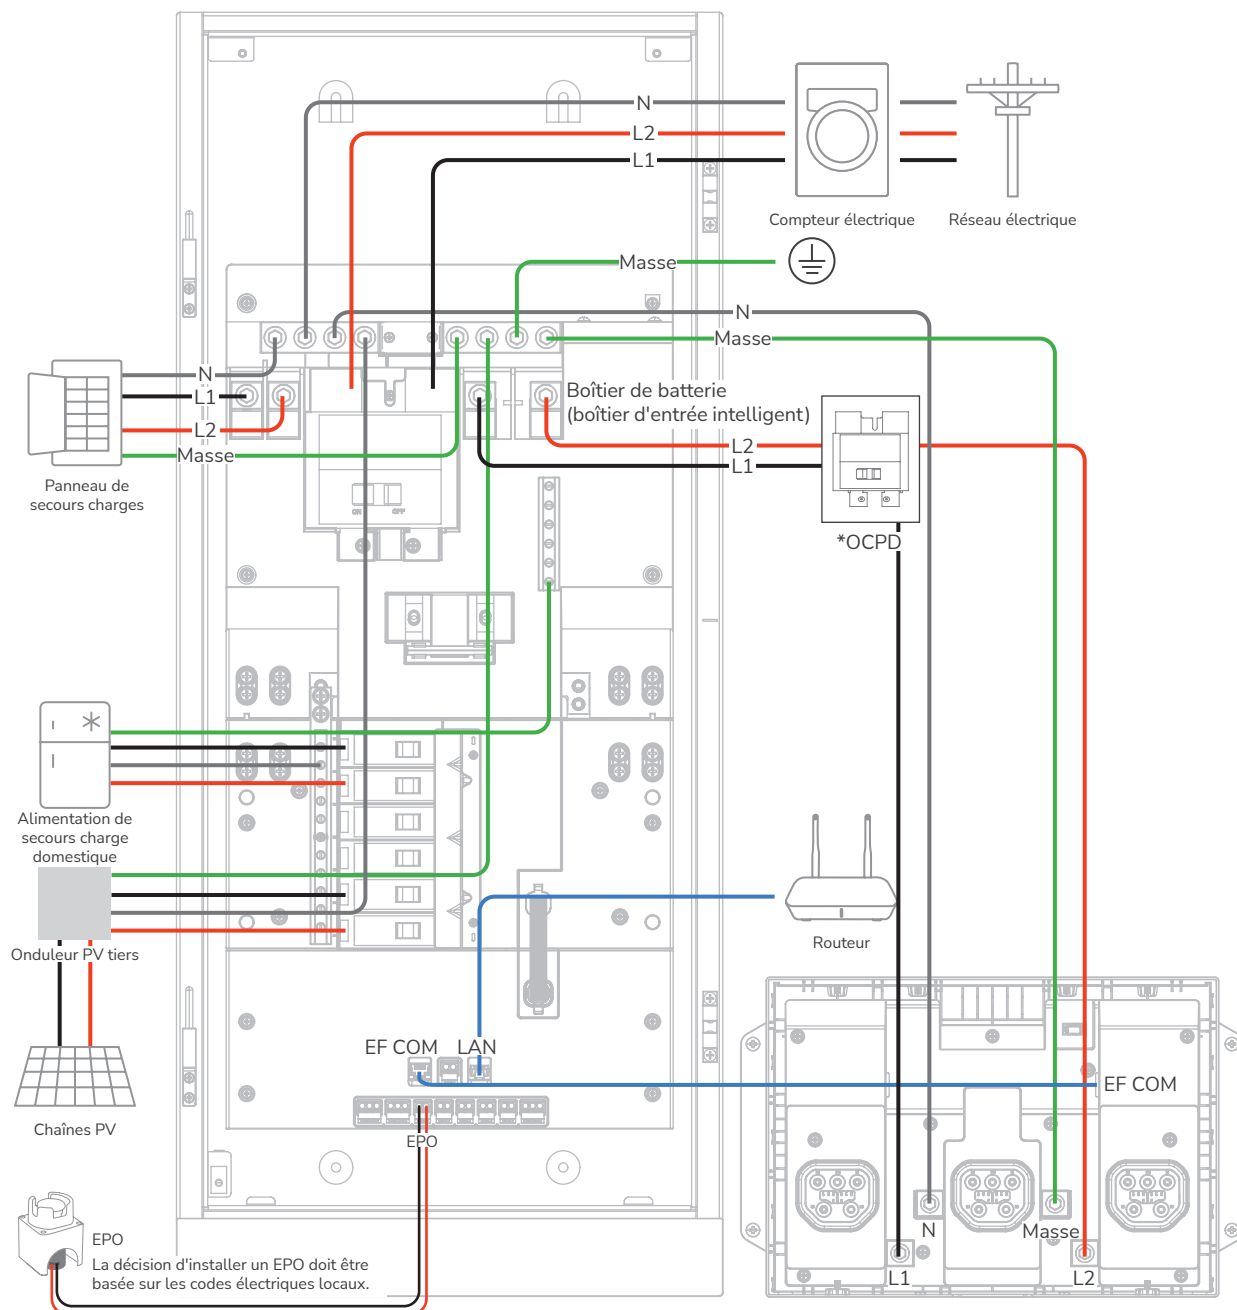 N
L2
L1
Compteur électrique
Réseau électrique
Masse
N
Masse
N
L1
L2
Masse
Boîtier de batterie
(boîtier d'entrée intelligent)
L2
L1
Panneau de
secours charges
ON
OFF
*OCPD
Alimentation de
secours charge
domestique
Onduleur PV tiers
Routeur
EF COM
LAN
EF COM
Chaînes PV
EPO
N
Masse
L1
L2
EPO
La décision d'installer un EPO doit être
basée sur les codes électriques locaux.